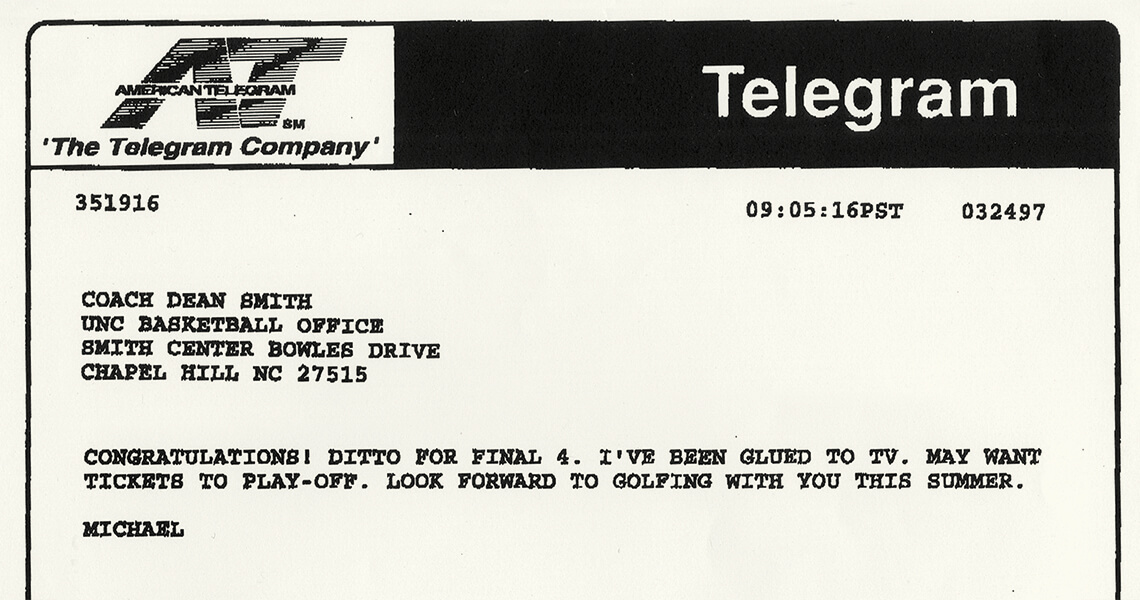 AMERICAN TELEGRAM
SM
'The Telegram Company'
Telegram
351916
09:05:16PST 032497
COACH DEAN SMITH
UNC BASKETBALL OFFICE
SMITH CENTER BOWLES DRIVE
CHAPEL HILL NC 27515
CONGRATULATIONS! DITTO FOR FINAL 4. I'VE BEEN GLUED TO TV. MAY WANT
TICKETS TO PLAY-OFF. LOOK FORWARD TO GOLFING WITH YOU THIS SUMMER.
MICHAEL